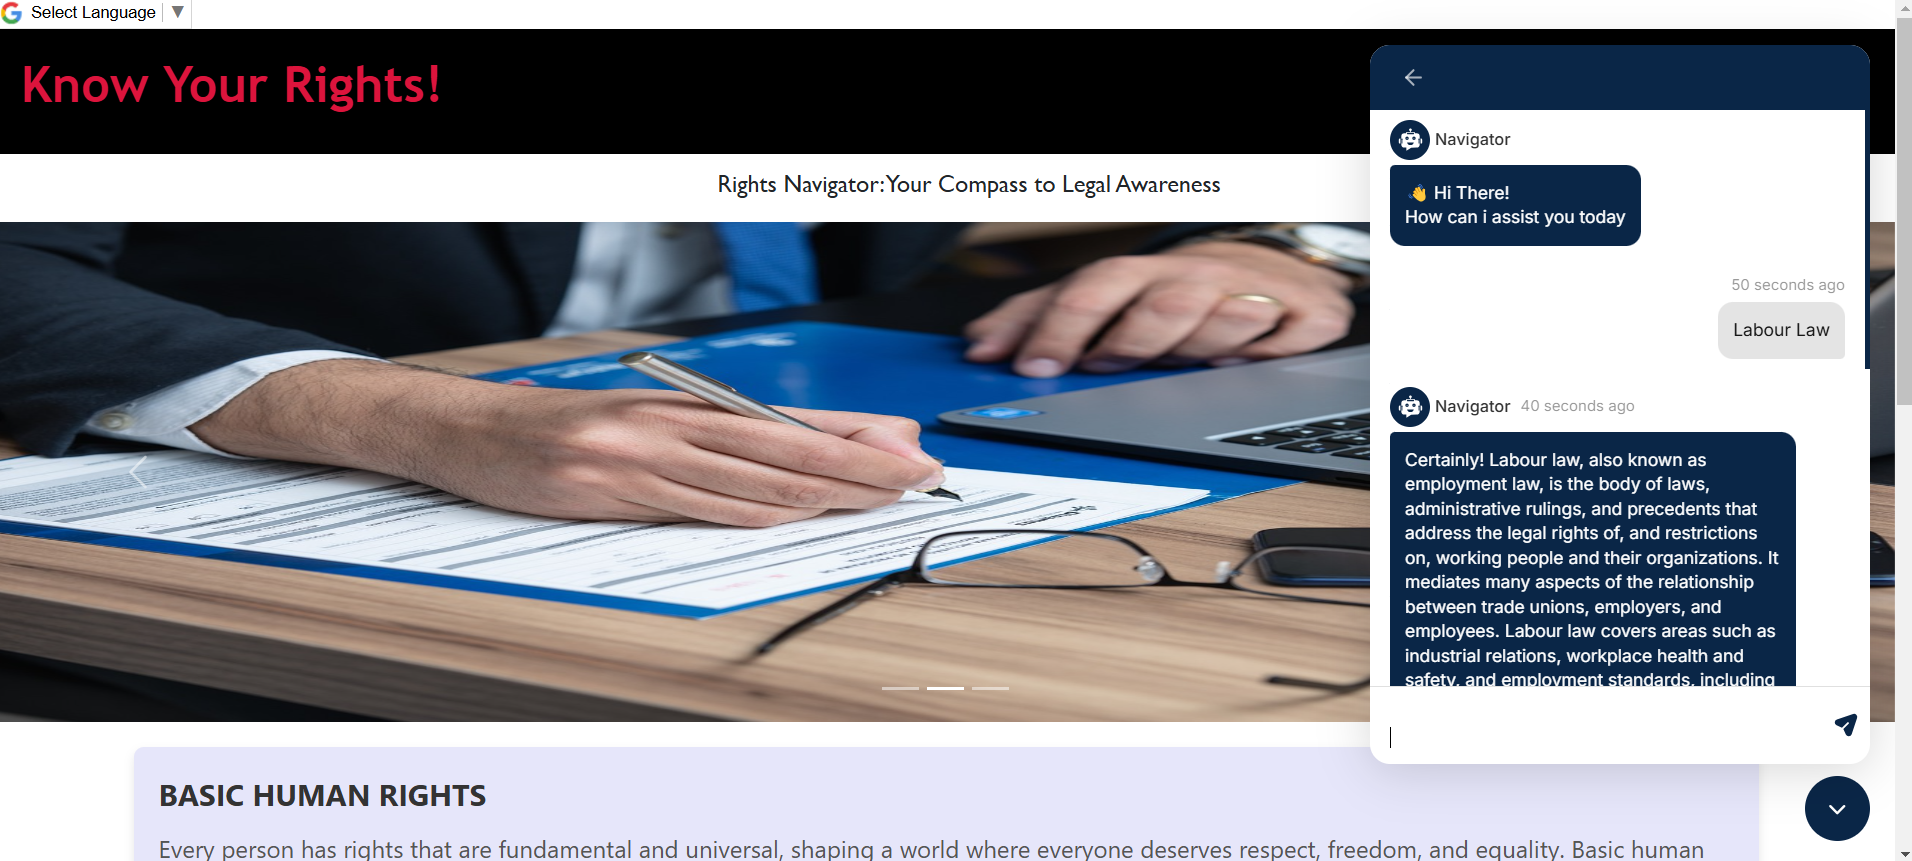 Select Language ▼
Know Your Rights!
Rights Navigator:Your Compass to Legal Awareness
Navigator
👋 Hi There!
How can i assist you today
50 seconds ago
Labour Law
Navigator 40 seconds ago
Certainly! Labour law, also known as
employment law, is the body of laws,
administrative rulings, and precedents that
address the legal rights of, and restrictions
on, working people and their organizations. It
mediates many aspects of the relationship
between trade unions, employers, and
employees. Labour law covers areas such as
industrial relations, workplace health and
safety, and employment standards, including
BASIC HUMAN RIGHTS
Every person has rights that are fundamental and universal, shaping a world where everyone deserves respect, freedom, and equality. Basic human